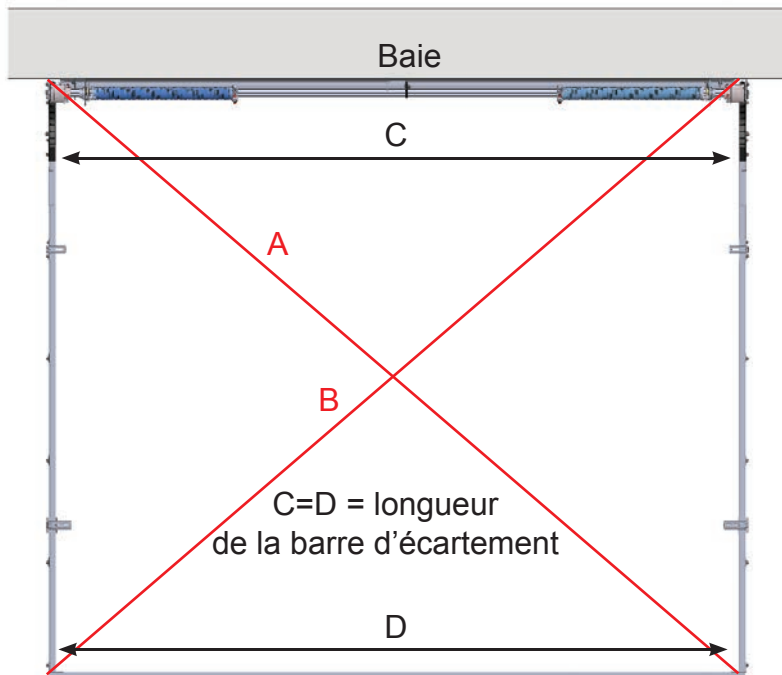 Baie
C
A
B
C=D = longueur
de la barre d’écartement
D